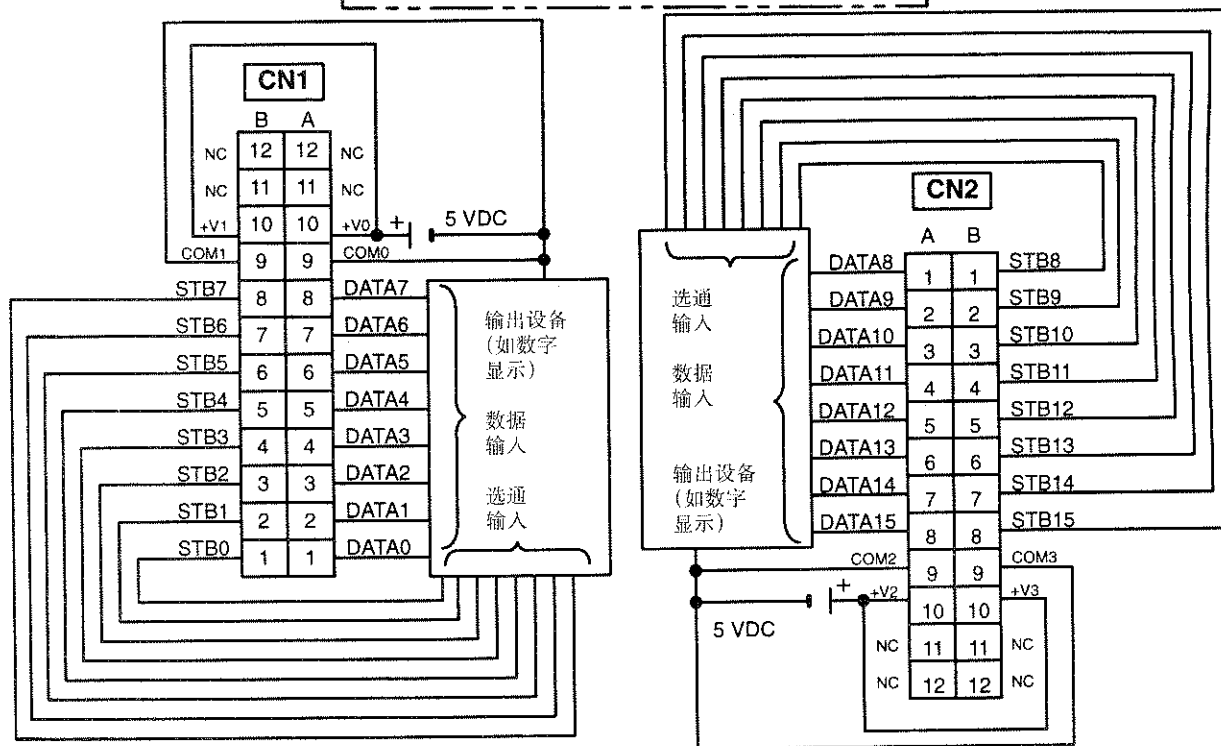 CN1
B A
NC 12 12 NC
NC 11 11 NC
+V1 10 10 +V0 + 5 VDC
COM1 9 9 COM0
STB7 8 8 DATA7
STB6 7 7 DATA6
STB5 6 6 DATA5
STB4 5 5 DATA4
STB3 4 4 DATA3
STB2 3 3 DATA2
STB1 2 2 DATA1
STB0 1 1 DATA0
输出设备
(如数字
显示)
数据
输入
选通
输入
CN2
A B
DATA8 1 1 STB8
DATA9 2 2 STB9
DATA10 3 3 STB10
DATA11 4 4 STB11
DATA12 5 5 STB12
DATA13 6 6 STB13
DATA14 7 7 STB14
DATA15 8 8 STB15
COM2 9 9 COM3
5 VDC + +V2 10 10 +V3
NC 11 11 NC
NC 12 12 NC
选通
输入
数据
输入
输出设备
(如数字
显示)